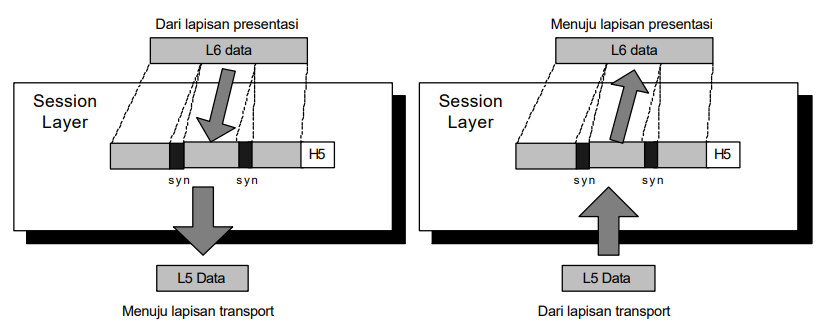 Dari lapisan presentasi
L6 data
Session
Layer
H5
syn
syn
L5 Data
Menuju lapisan transport
Menuju lapisan presentasi
L6 data
Session
Layer
H5
syn
syn
L5 Data
Dari lapisan transport